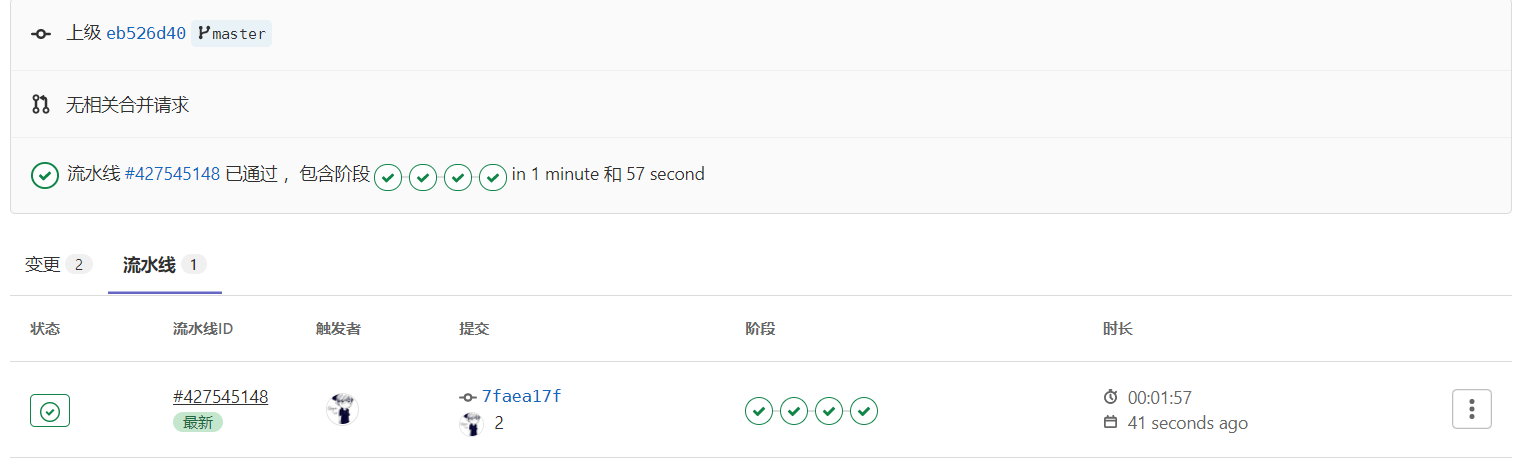 上级 eb526d40 master
无相关合并请求
流水线 #427545148 已通过 ，包含阶段 in 1 minute 和 57 second
变更 2 流水线 1
状态 流水线ID 触发者 提交 阶段 时长
#427545148 7faea17f 00:01:57
最新 2 41 seconds ago